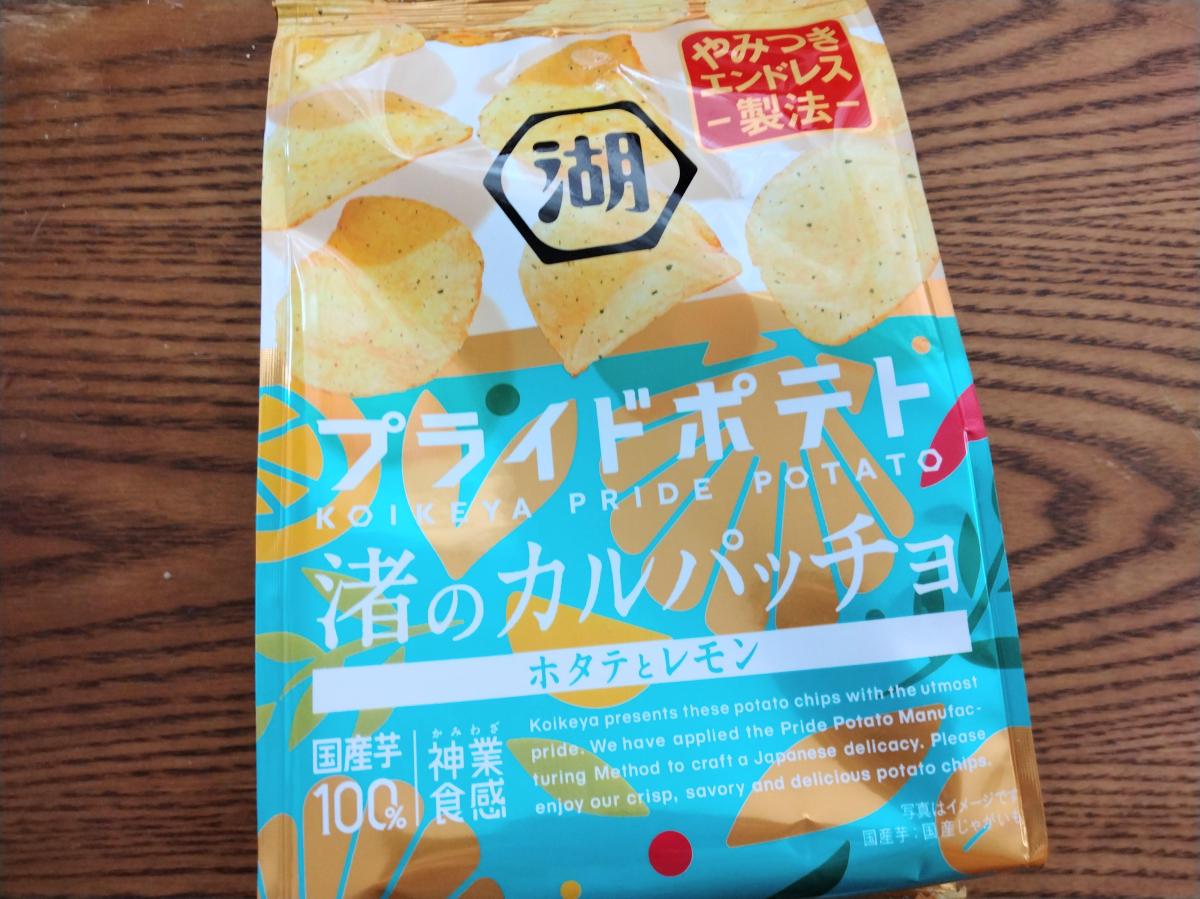 やみつき
エンドレス
－製法－
湖
プライドポテト
KOIKEYA PRIDE POTATO
渚のカルパッチョ
ホタテとレモン
Koikeya presents these potato chips with the utmost
pride. We have applied the Pride Potato Manufac-
turing Method to craft a Japanese delicacy. Please
enjoy our crisp, savory and delicious potato chips.
国産芋
100%
かみわざ
神業
食感
写真はイメージです
国産芋：国産じゃがいも